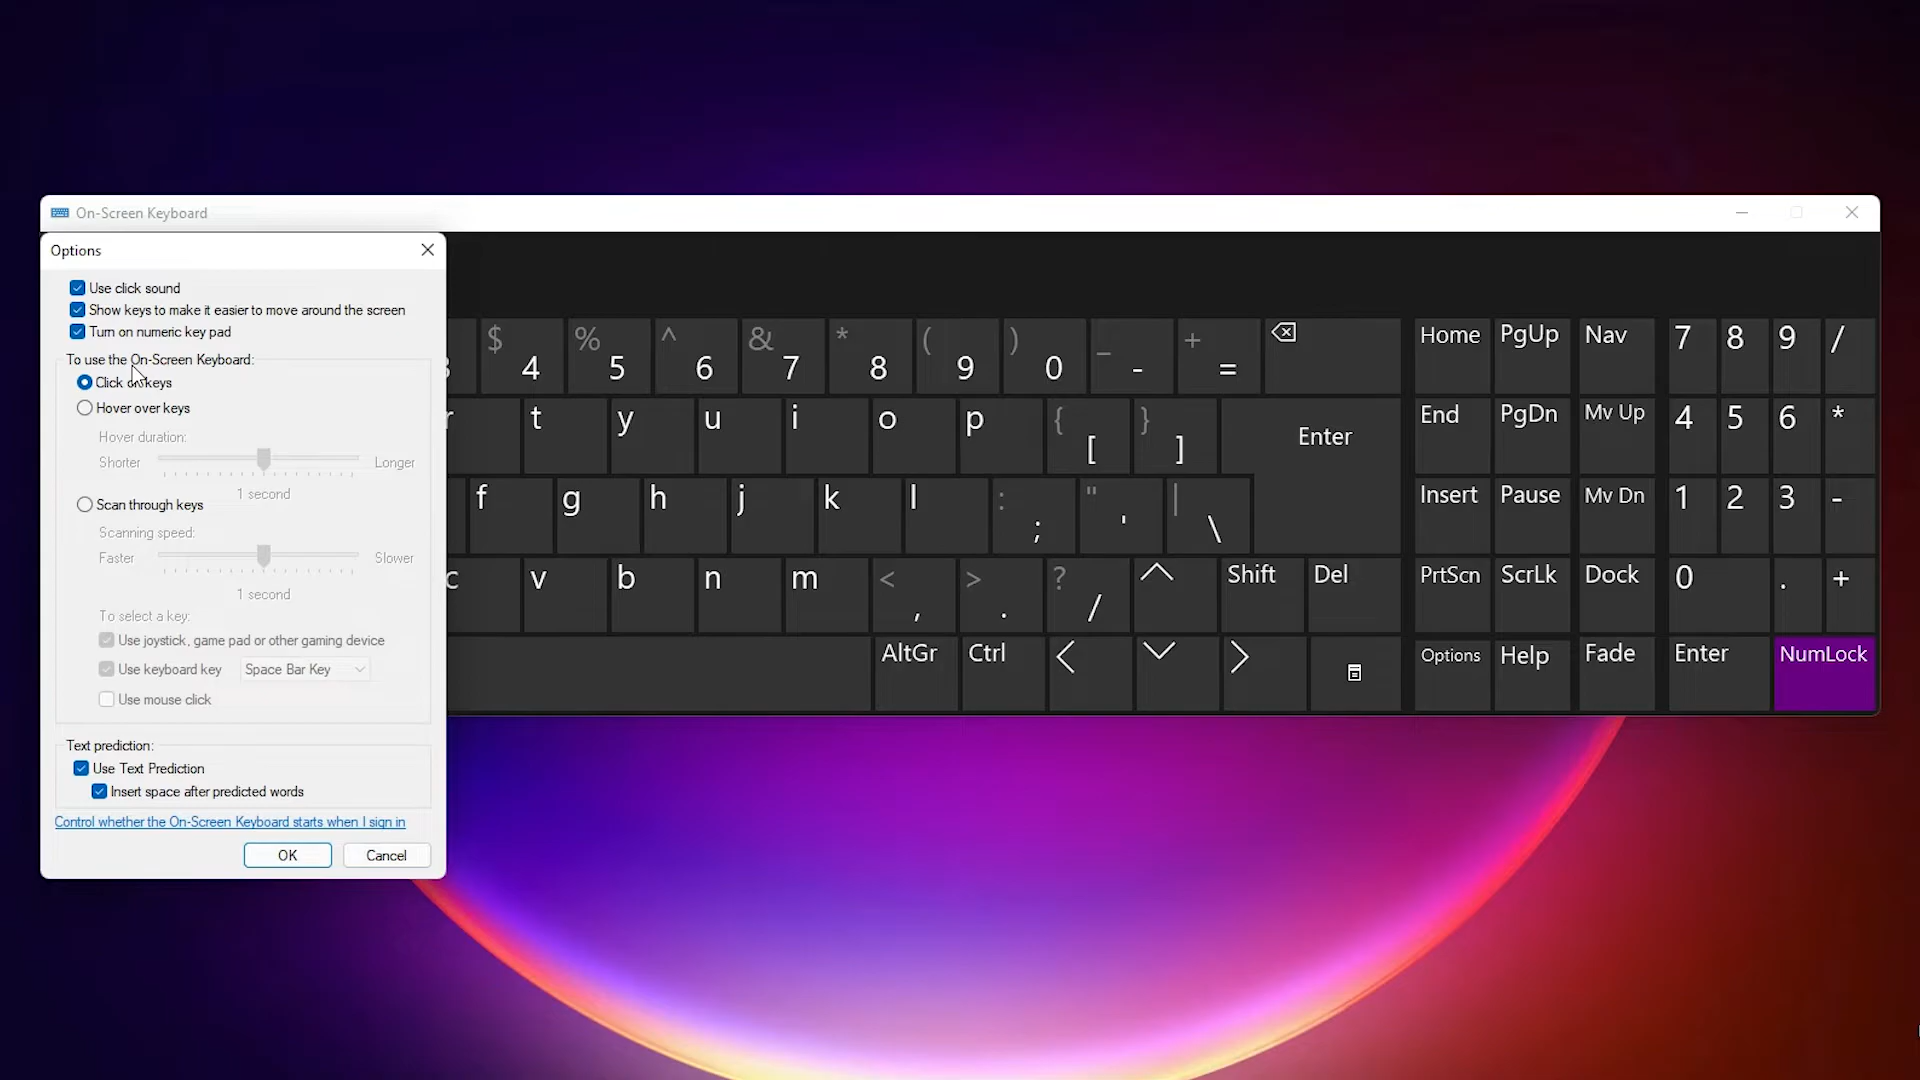 On-Screen Keyboard
Options
Use click sound
Show keys to make it easier to move around the screen
Turn on numeric key pad
To use the On-Screen Keyboard:
Click on keys
Hover over keys
Hover duration:
Shorter Longer
1 second
Scan through keys
Scanning speed:
Faster Slower
1 second
To select a key:
Use joystick, game pad or other gaming device
Use keyboard key Space Bar Key
Use mouse click
Text prediction:
Use Text Prediction
Insert space after predicted words
Control whether the On-Screen Keyboard starts when I sign in
OK Cancel
$ 4 % 5 ^ 6 & 7 * 8 ( 9 ) 0 _ - + = Home PgUp Nav 7 8 9 /
t y u i o p { [ } ] Enter End PgDn Mv Up 4 5 6 *
f g h j k l : ; " ' | \ Insert Pause Mv Dn 1 2 3 -
c v b n m < , > . ? / Shift Del PrtScn ScrLk Dock 0 . +
AltGr Ctrl Options Help Fade Enter NumLock